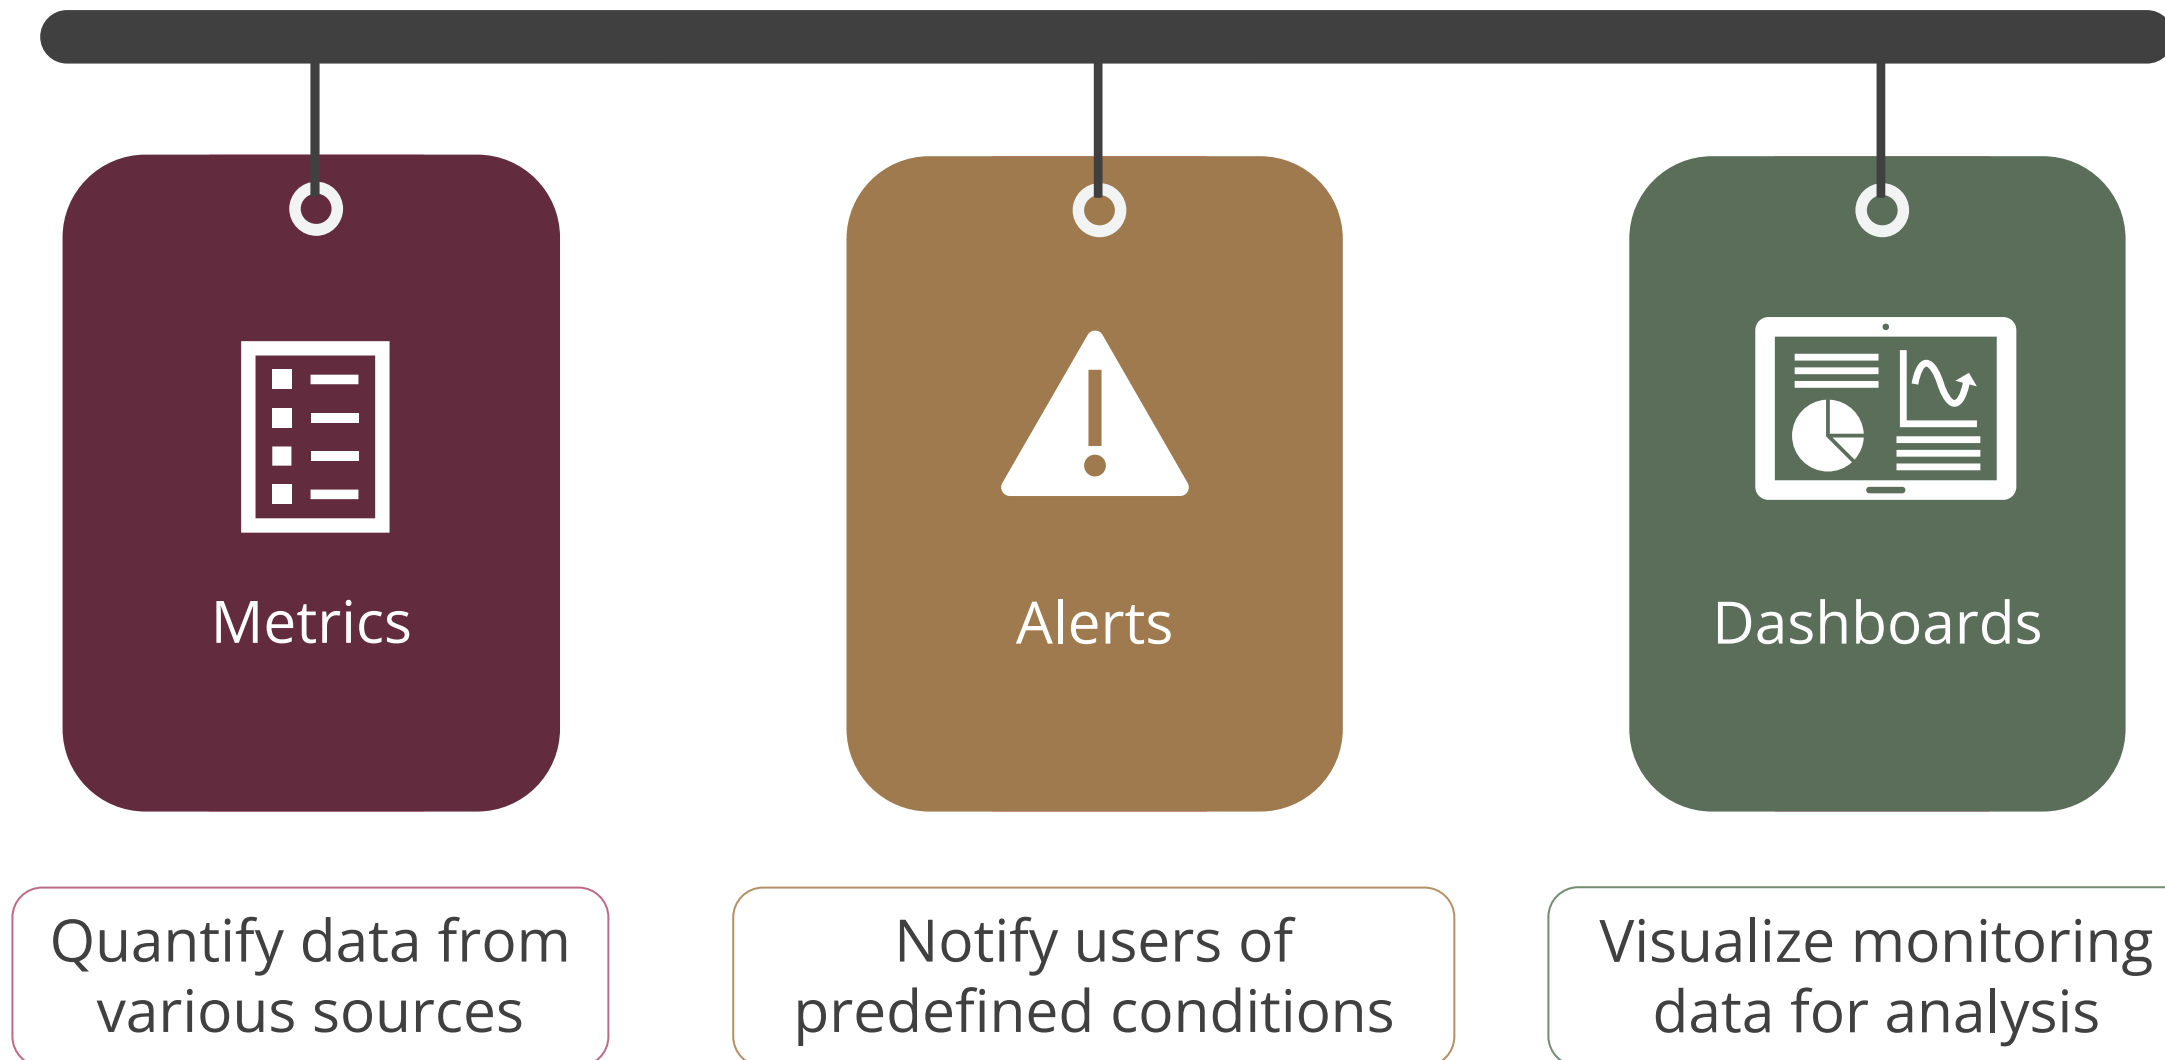 Metrics
Alerts
Dashboards
Quantify data from
various sources
Notify users of
predefined conditions
Visualize monitoring
data for analysis